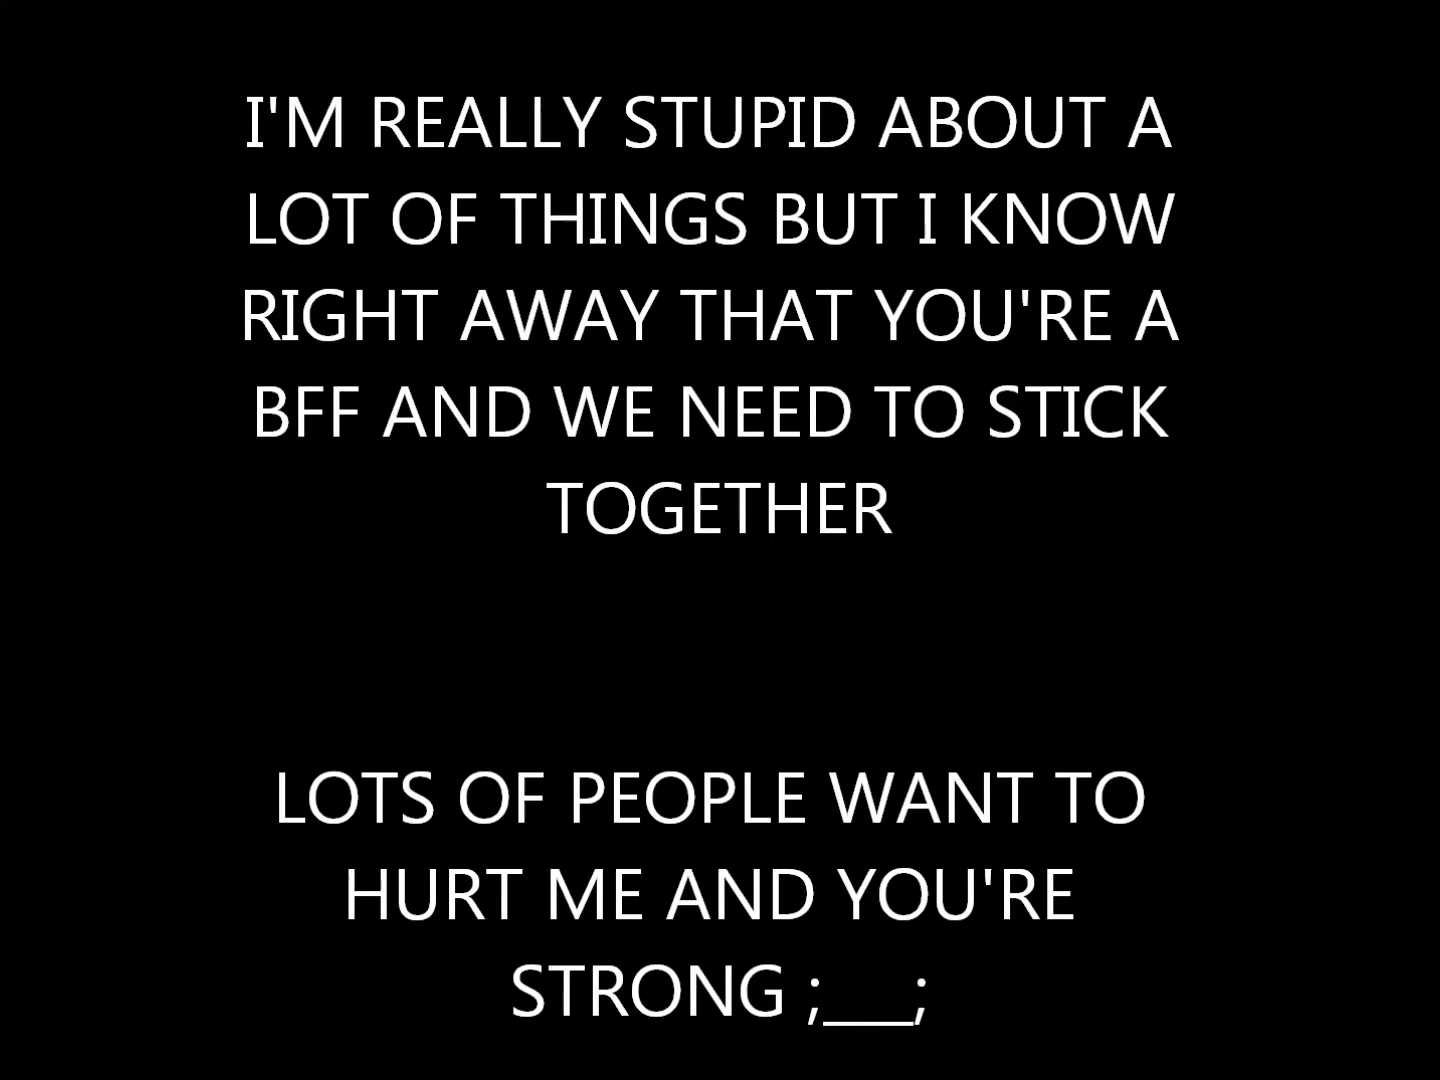 I'M REALLY STUPID ABOUT A
LOT OF THINGS BUT I KNOW
RIGHT AWAY THAT YOU'RE A
BFF AND WE NEED TO STICK
TOGETHER
LOTS OF PEOPLE WANT TO
HURT ME AND YOU'RE
STRONG ;___;